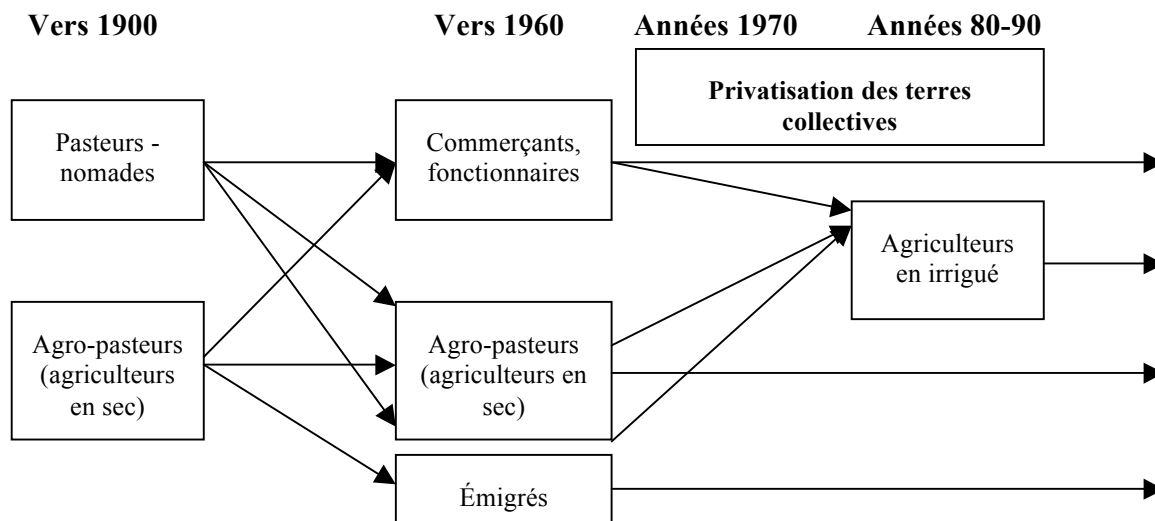 Vers 1900
Vers 1960
Années 1970
Années 80-90
Privatisation des terres
collectives
Pasteurs -
nomades
Commerçants,
fonctionnaires
Agriculteurs
en irrigué
Agro-pasteurs
(agriculteurs
en sec)
Agro-pasteurs
(agriculteurs en
sec)
Émigrés